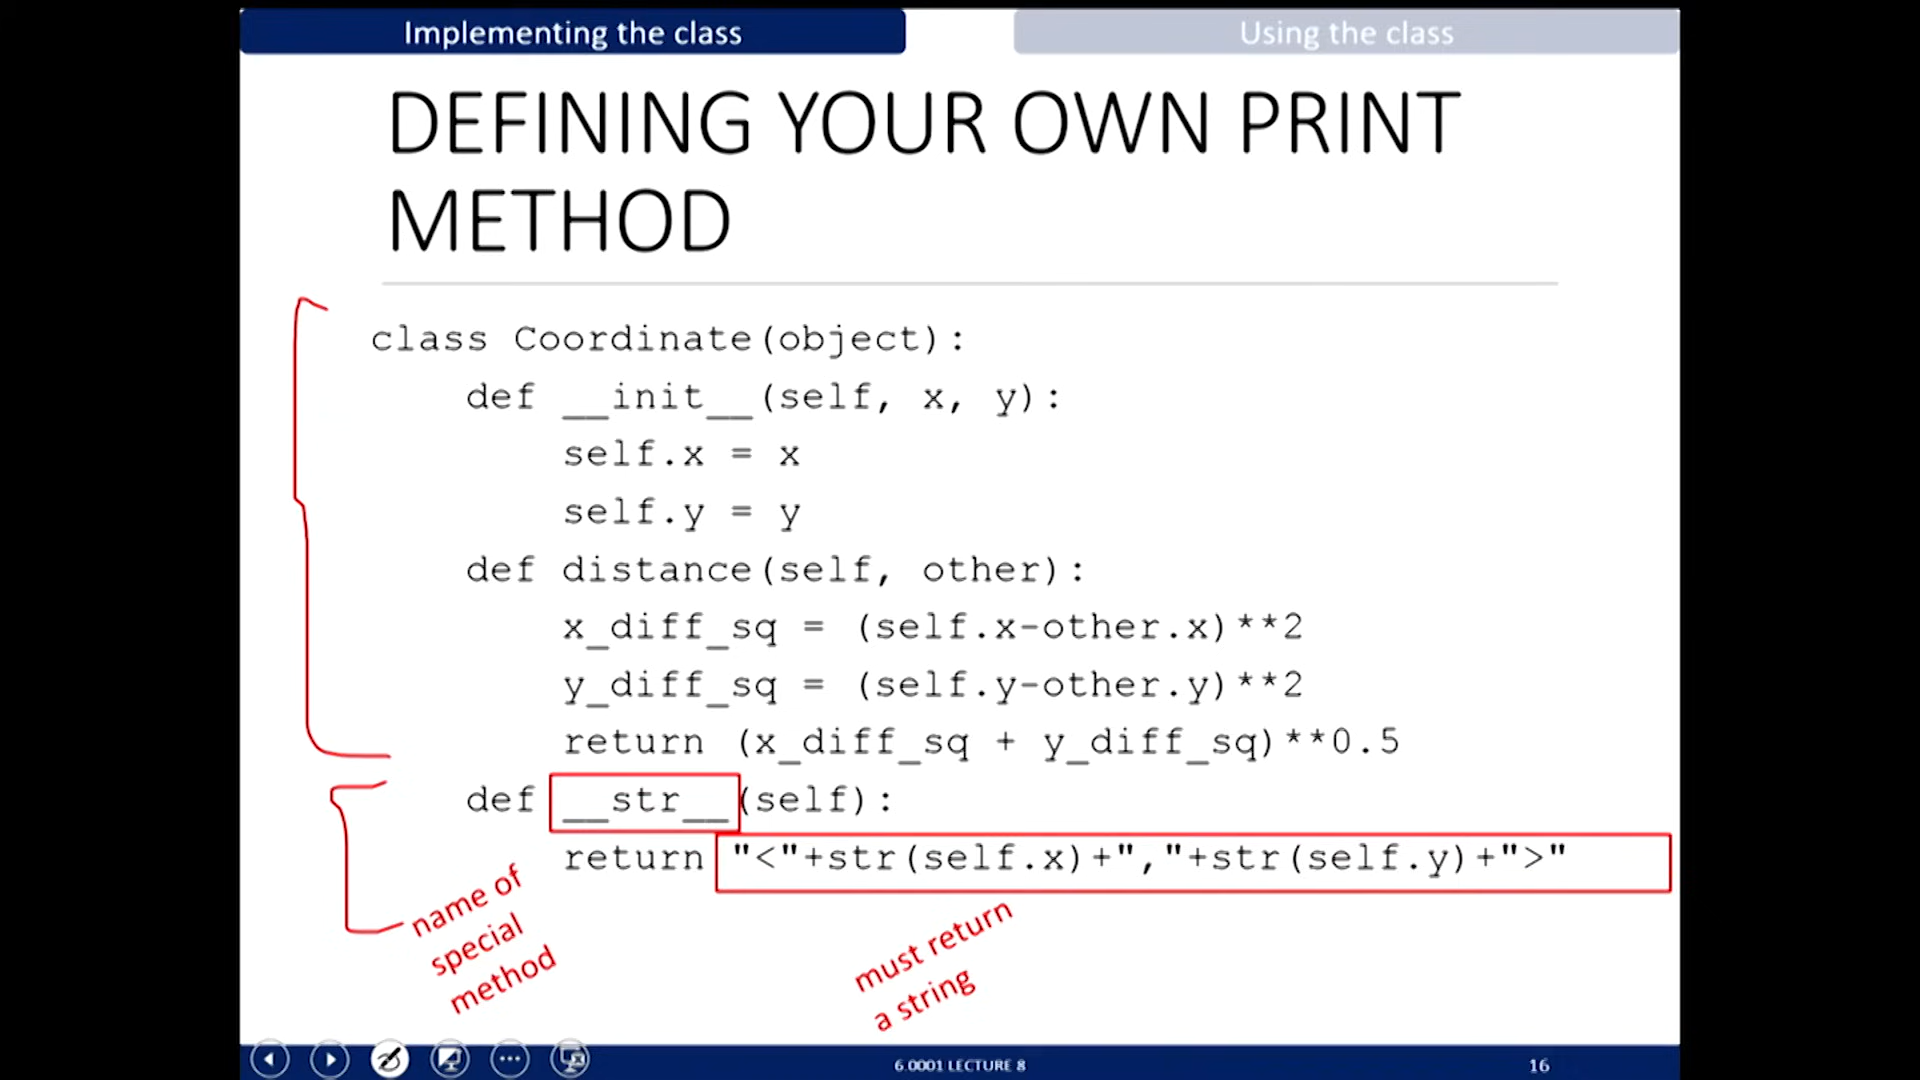 Implementing the class
Using the class
DEFINING YOUR OWN PRINT
METHOD
class Coordinate(object):
    def __init__(self, x, y):
        self.x = x
        self.y = y
    def distance(self, other):
        x_diff_sq = (self.x-other.x)**2
        y_diff_sq = (self.y-other.y)**2
        return (x_diff_sq + y_diff_sq)**0.5
    def __str__(self):
        return "<"+str(self.x)+","+str(self.y)+">"
name of
special
method
must return
a string
6.0001 LECTURE 8
16